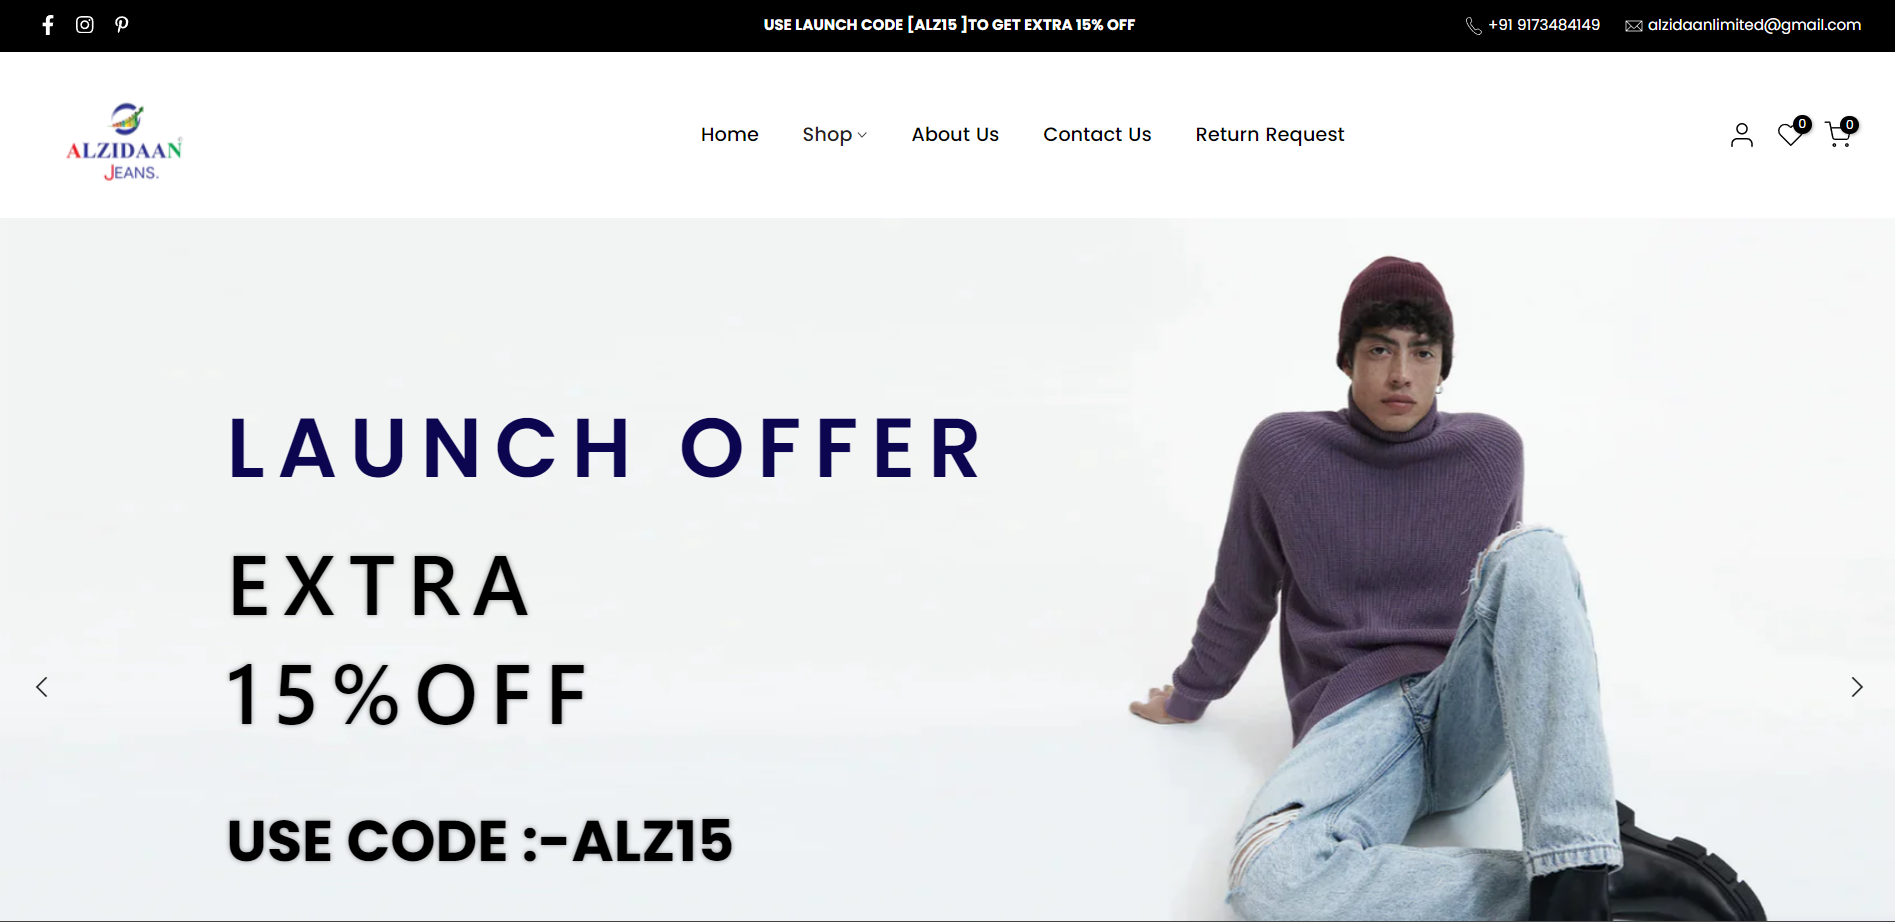 USE LAUNCH CODE [ALZ15 ]TO GET EXTRA 15% OFF
+91 9173484149
alzidaanlimited@gmail.com
ALZIDAAN
JEANS.
Home
Shop
About Us
Contact Us
Return Request
0
0
LAUNCH OFFER
EXTRA
15%OFF
USE CODE :-ALZ15